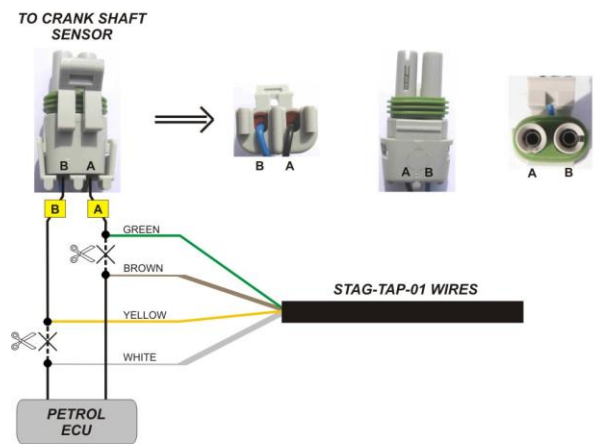 TO CRANK SHAFT
SENSOR
B A
B A
A B
A B
B A
GREEN
BROWN
STAG-TAP-01 WIRES
YELLOW
WHITE
PETROL
ECU